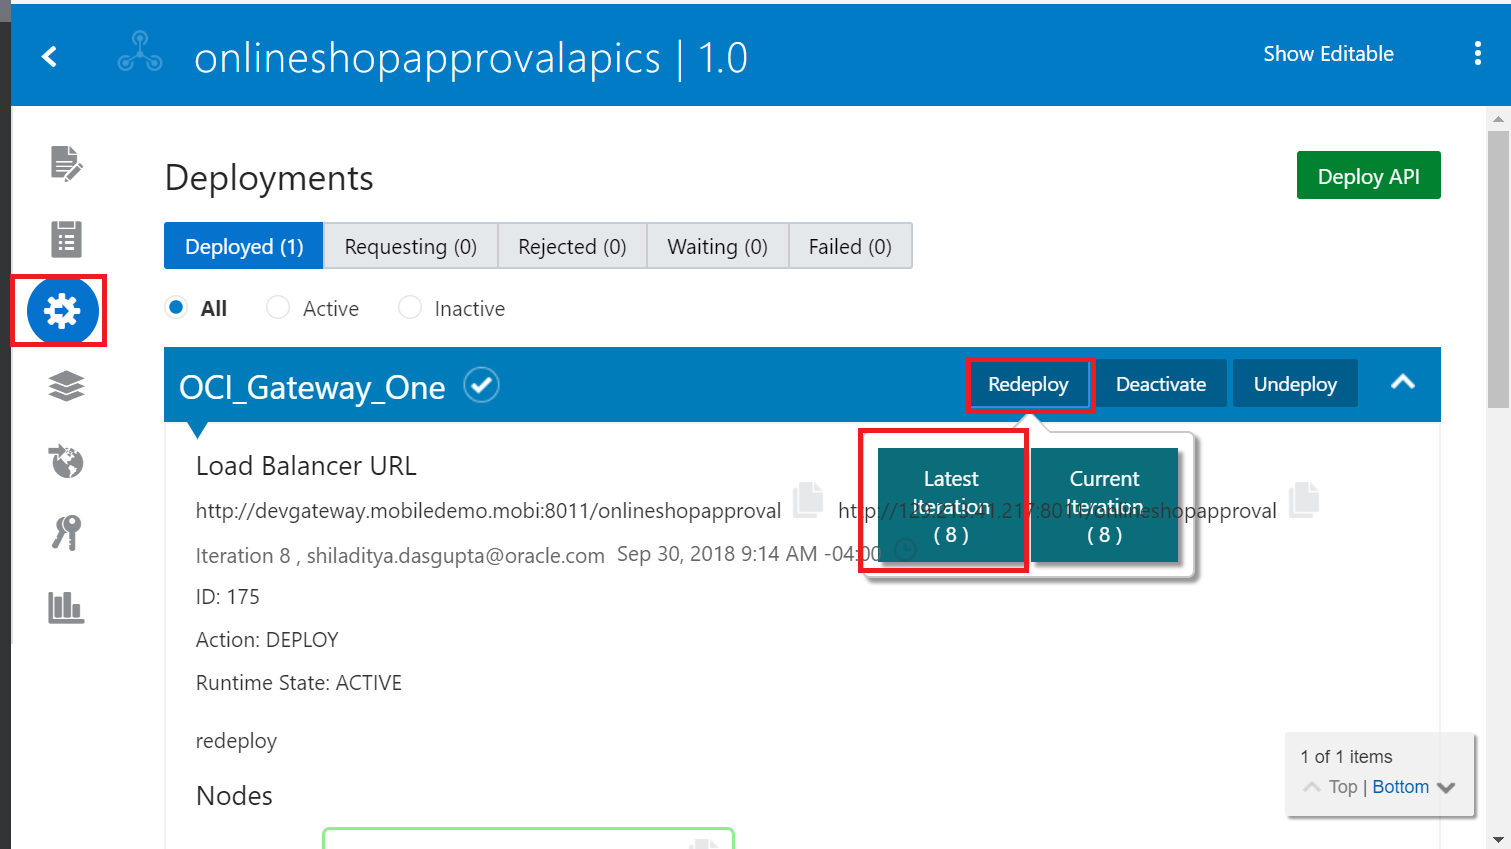 onlineshopapprovalapics | 1.0
Show Editable
Deployments
Deploy API
Deployed (1)
Requesting (0)
Rejected (0)
Waiting (0)
Failed (0)
All
Active
Inactive
OCI_Gateway_One
Redeploy
Deactivate
Undeploy
Load Balancer URL
Latest
Iteration
( 8 )
Current
Iteration
( 8 )
http://devgateway.mobiledemo.mobi:8011/onlineshopapproval
Iteration 8 , shiladitya.dasgupta@oracle.com Sep 30, 2018 9:14 AM -04:00
ID: 175
Action: DEPLOY
Runtime State: ACTIVE
redeploy
Nodes
1 of 1 items
Top | Bottom